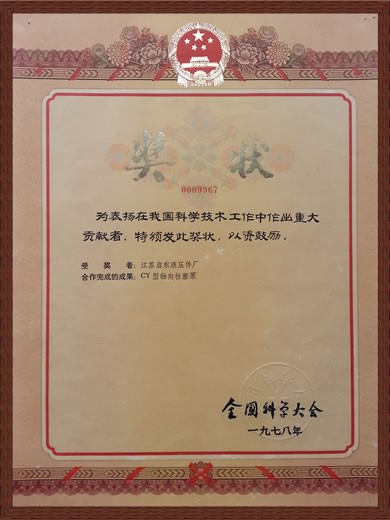 奖状
0009967
为表扬在我国科学技术工作中作出重大
贡献者，特颁发此奖状，以资鼓励。
受奖者：江苏启东液压件厂
合作完成的成果：CY型轴向柱塞泵
全国科学大会
一九七八年